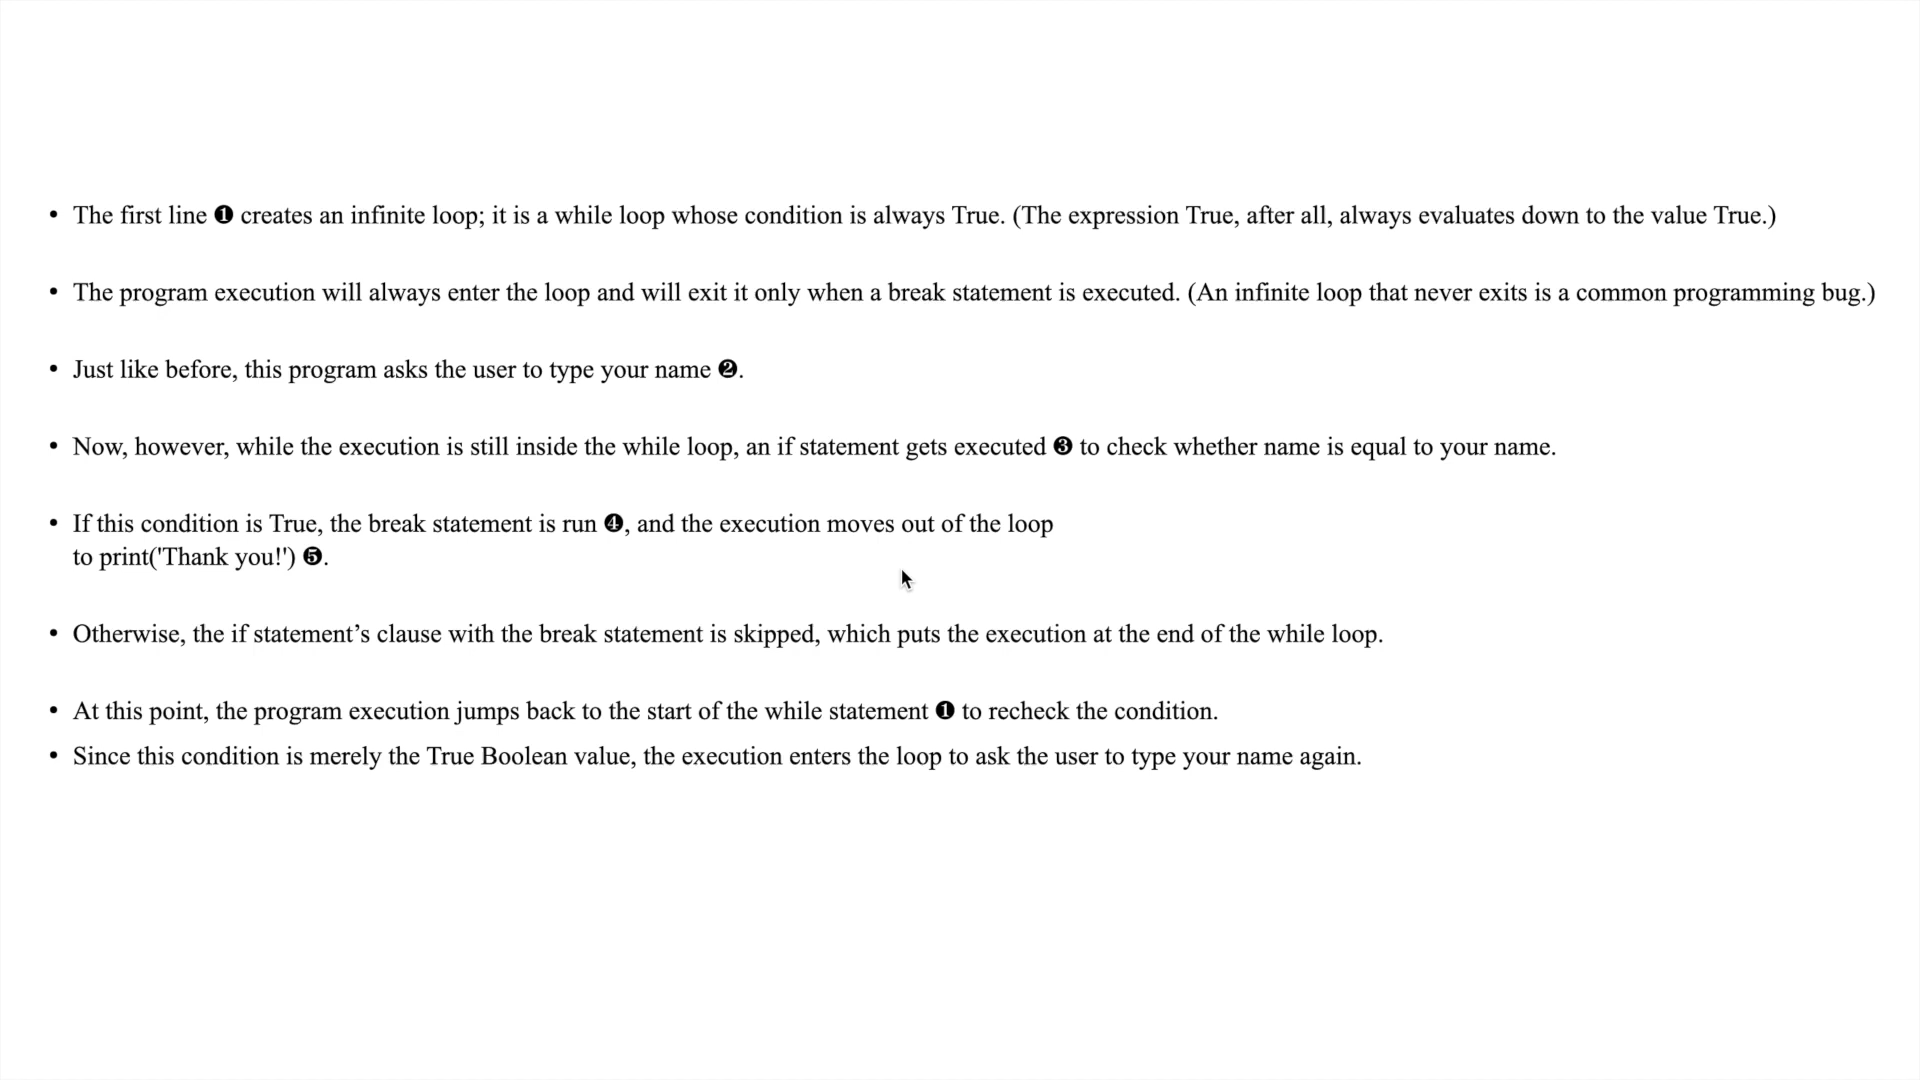 • The first line ❶ creates an infinite loop; it is a while loop whose condition is always True. (The expression True, after all, always evaluates down to the value True.)
• The program execution will always enter the loop and will exit it only when a break statement is executed. (An infinite loop that never exits is a common programming bug.)
• Just like before, this program asks the user to type your name ❷.
• Now, however, while the execution is still inside the while loop, an if statement gets executed ❸ to check whether name is equal to your name.
• If this condition is True, the break statement is run ❹, and the execution moves out of the loop
to print('Thank you!') ❺.
• Otherwise, the if statement’s clause with the break statement is skipped, which puts the execution at the end of the while loop.
• At this point, the program execution jumps back to the start of the while statement ❶ to recheck the condition.
• Since this condition is merely the True Boolean value, the execution enters the loop to ask the user to type your name again.